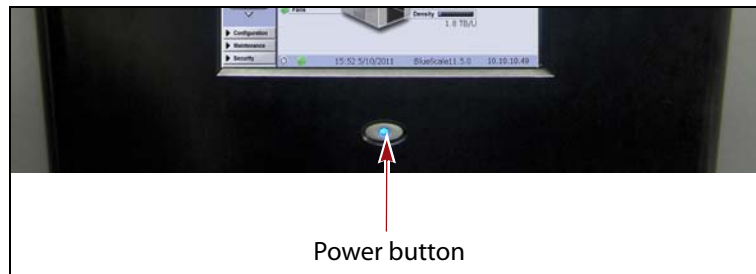 Fans
Density
1.8 TB/U
Configuration
Maintenance
Security
15:52 5/10/2011 BlueScale11.5.0 10.10.10.49
Power button